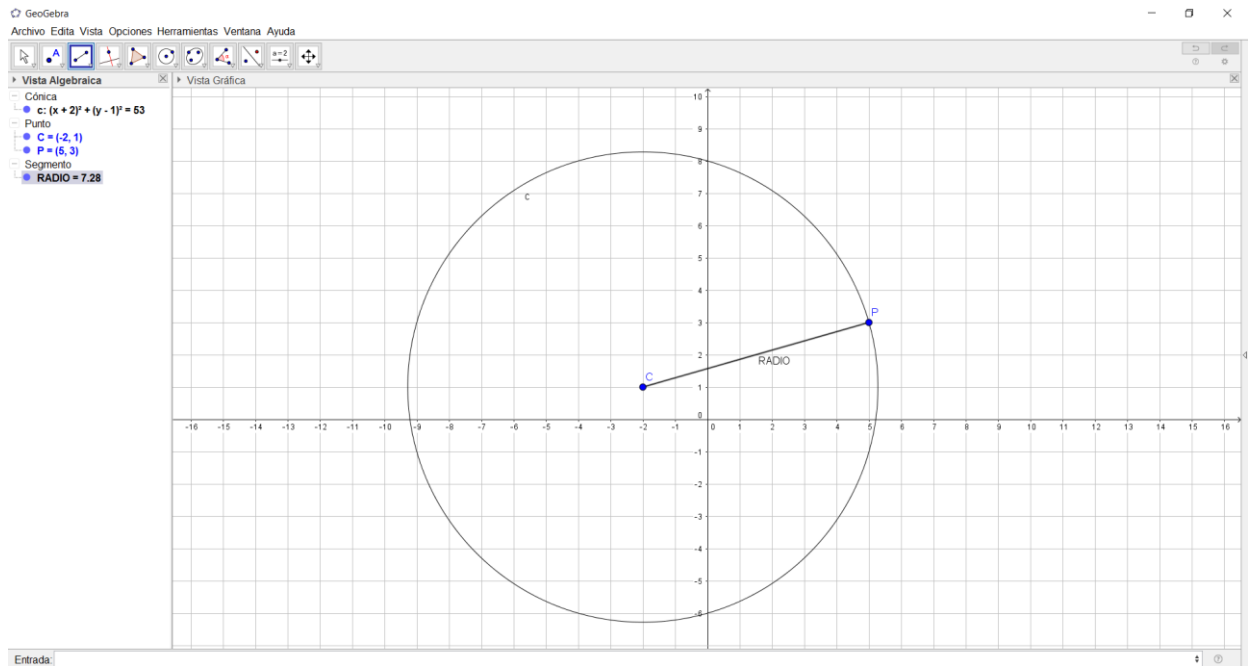 GeoGebra
Archivo Edita Vista Opciones Herramientas Ventana Ayuda
A
a=2
Vista Algebraica
Vista Gráfica
Cónica
c: (x + 2)² + (y - 1)² = 53
Punto
C = (-2, 1)
P = (5, 3)
Segmento
RADIO = 7.28
10
9
8
7
c
6
5
4
P
3
2
RADIO
C
1
0
-16 -15 -14 -13 -12 -11 -10 -9 -8 -7 -6 -5 -4 -3 -2 -1 0 1 2 3 4 5 6 7 8 9 10 11 12 13 14 15 16
-1
-2
-3
-4
-5
-6
Entrada: